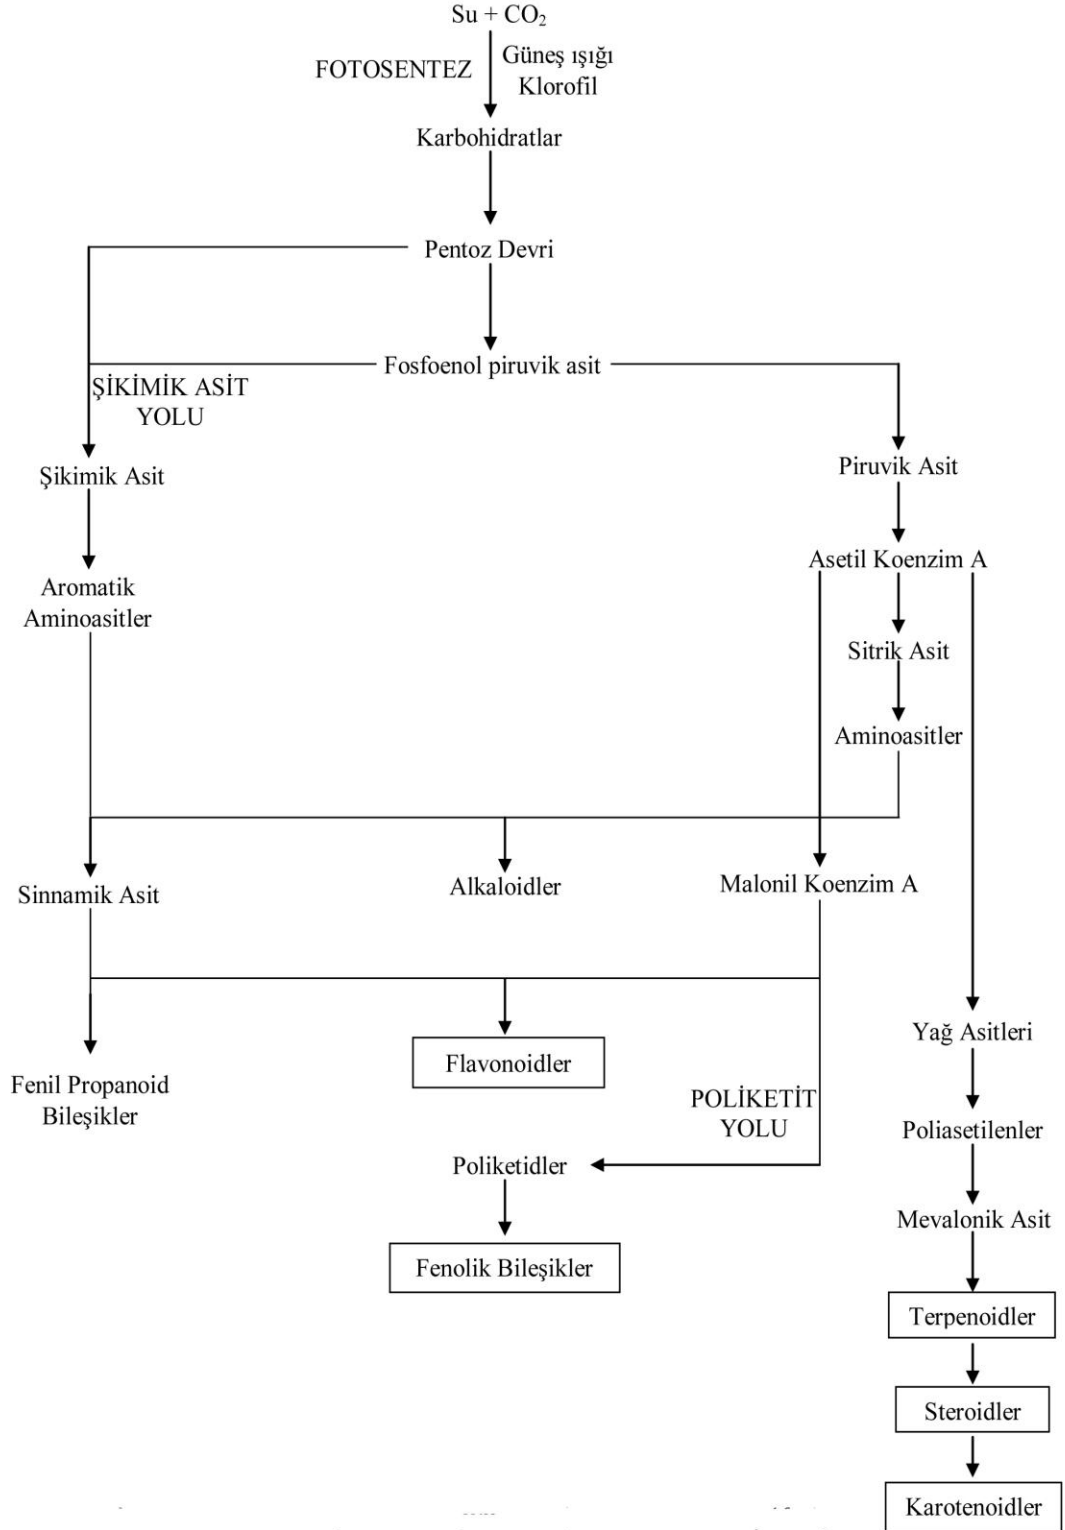 Su + CO₂
FOTOSENTEZ
Güneş ışığı
Klorofil
Karbohidratlar
Pentoz Devri
Fosfoenol piruvik asit
ŞİKİMİK ASİT
YOLU
Şikimik Asit
Piruvik Asit
Asetil Koenzim A
Aromatik
Aminoasitler
Sitrik Asit
Aminoasitler
Sinnamik Asit
Alkaloidler
Malonil Koenzim A
Flavonoidler
Yağ Asitleri
Fenil Propanoid
Bileşikler
POLİKETİT
YOLU
Poliasetilenler
Poliketidler
Mevalonik Asit
Fenolik Bileşikler
Terpenoidler
Steroidler
Karotenoidler